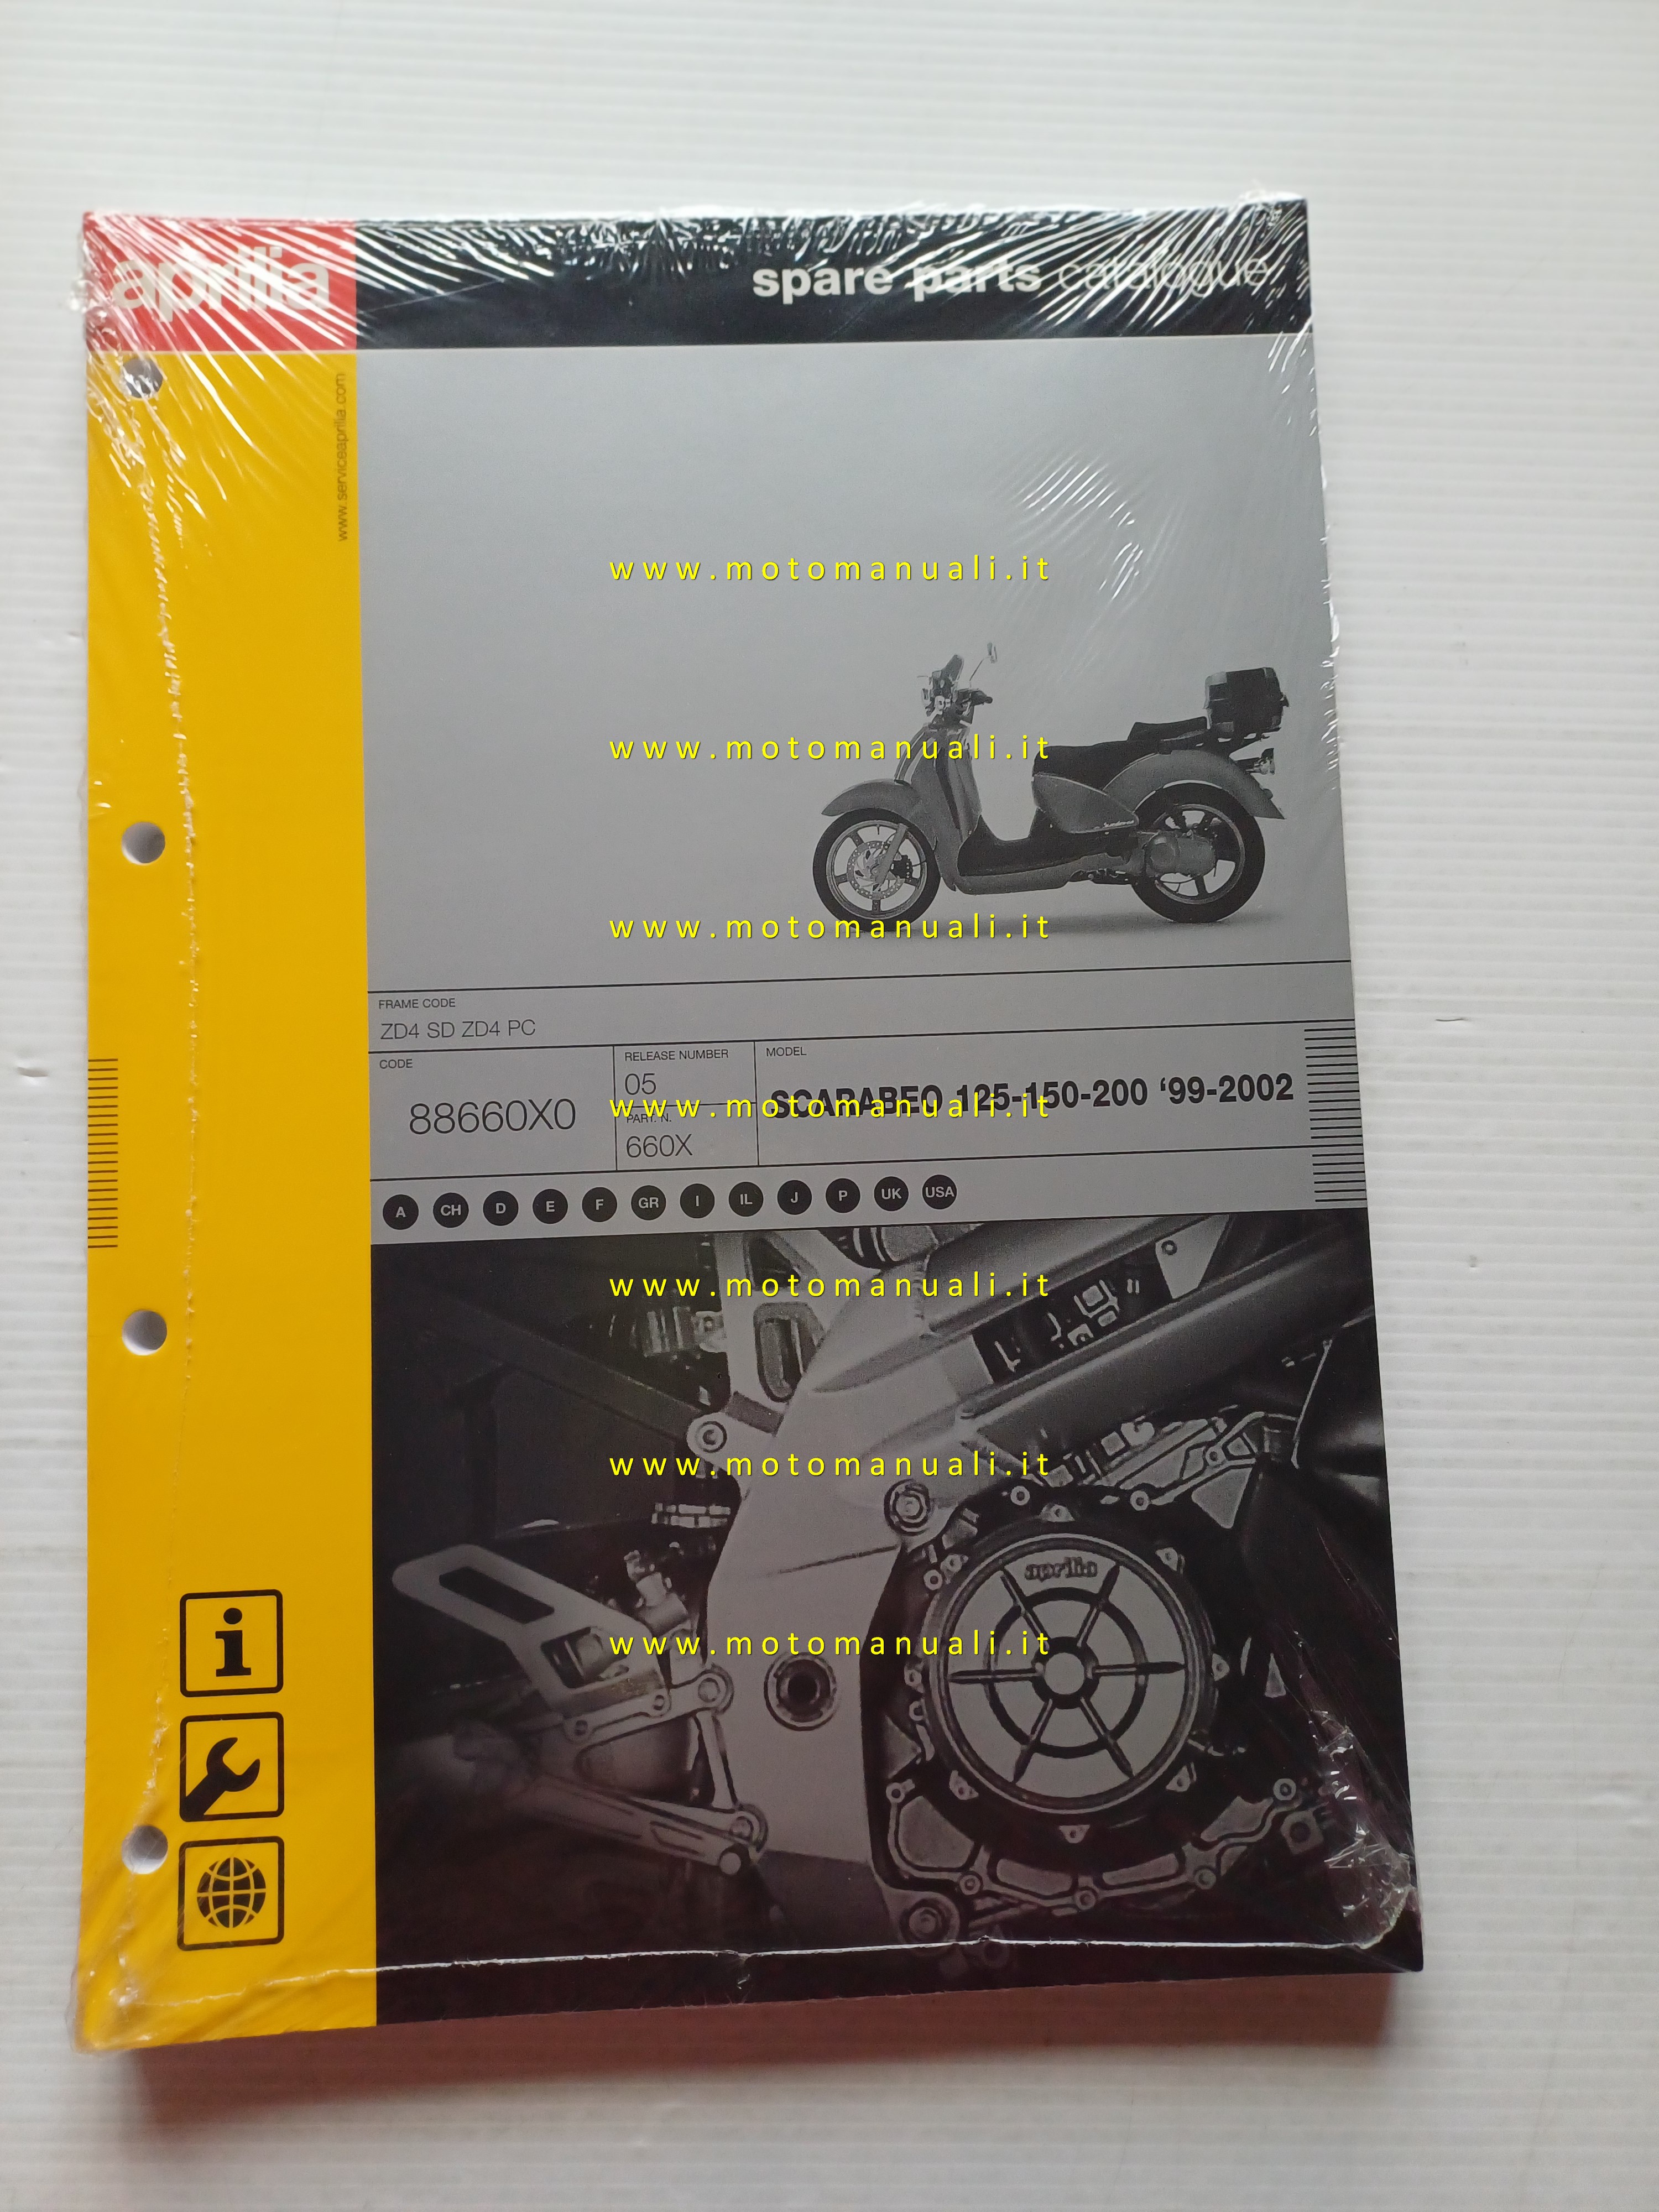 aprilia
spare parts catalogue
www.serviceaprilia.com
www.motomanuali.it
www.motomanuali.it
www.motomanuali.it
FRAME CODE
ZD4 SD ZD4 PC
CODE
88660X0
RELEASE NUMBER
05
PART. N.
660X
MODEL
SCARABEO 125-150-200 ‘99-2002
www.motomanuali.it
A CH D E F GR I IL J P UK USA
www.motomanuali.it
www.motomanuali.it
aprilia
www.motomanuali.it